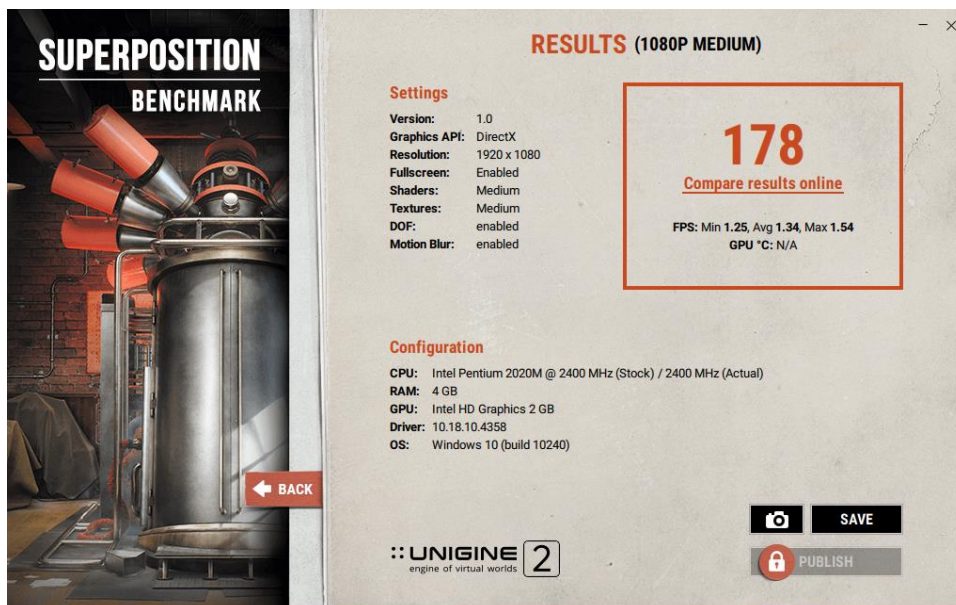 SUPERPOSITION
BENCHMARK
RESULTS (1080P MEDIUM)
Settings
Version: 1.0
Graphics API: DirectX
Resolution: 1920 x 1080
Fullscreen: Enabled
Shaders: Medium
Textures: Medium
DOF: enabled
Motion Blur: enabled
178
Compare results online
FPS: Min 1.25, Avg 1.34, Max 1.54
GPU °C: N/A
Configuration
CPU: Intel Pentium 2020M @ 2400 MHz (Stock) / 2400 MHz (Actual)
RAM: 4 GB
GPU: Intel HD Graphics 2 GB
Driver: 10.18.10.4358
OS: Windows 10 (build 10240)
BACK
SAVE
PUBLISH
::UNIGINE 2
engine of virtual worlds